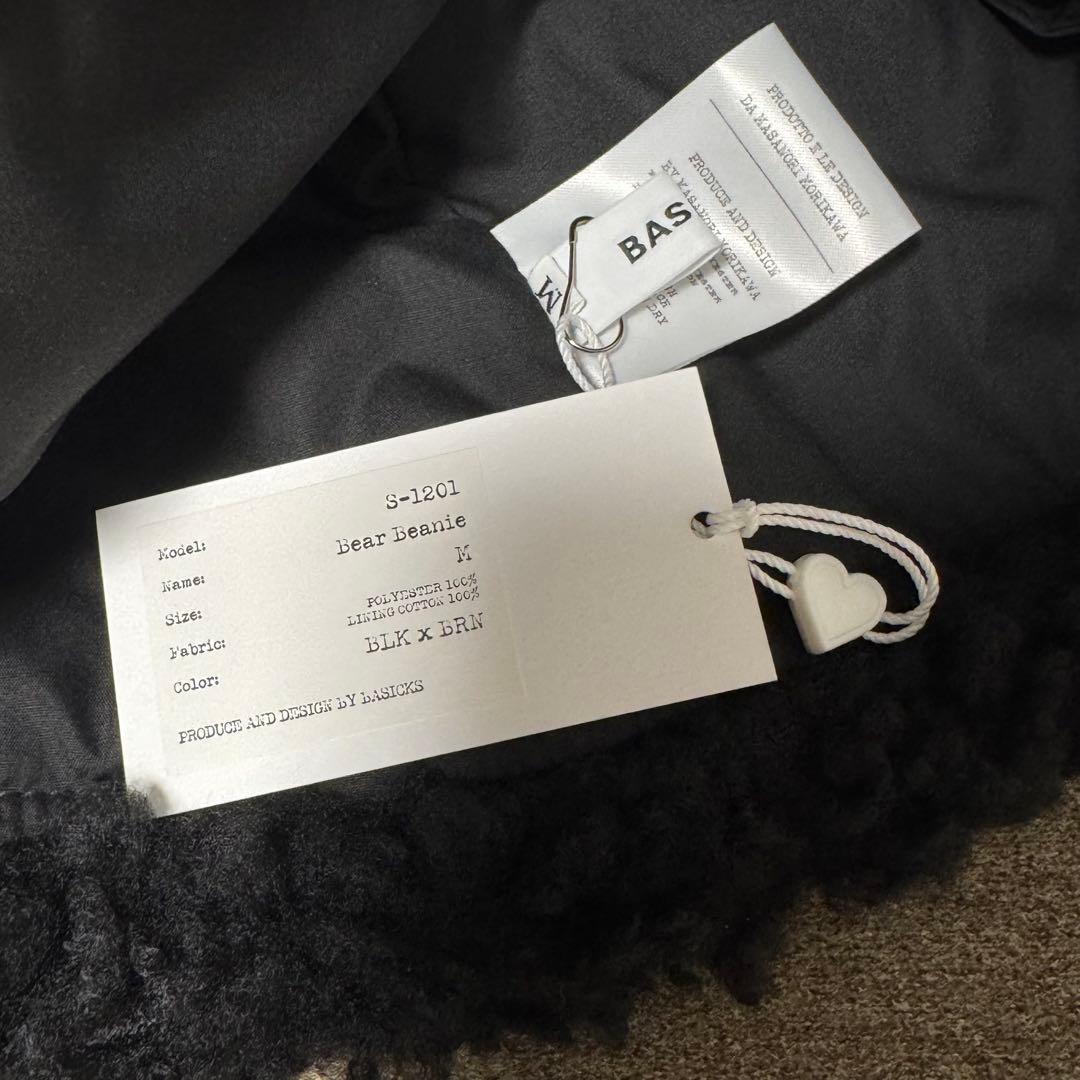 PRODOTTO E LE DESIGN
DA MASANORI MORIKAWA
PRODUCE AND DESIGN
BY MASANORI MORIKAWA
DRY
BAS
M
S-1201
Model:
Bear Beanie
Name:
M
Size:
POLYESTER 100%
LINING COTTON 100%
Fabric:
BLK x BRN
Color:
PRODUCE AND DESIGN BY BASICKS